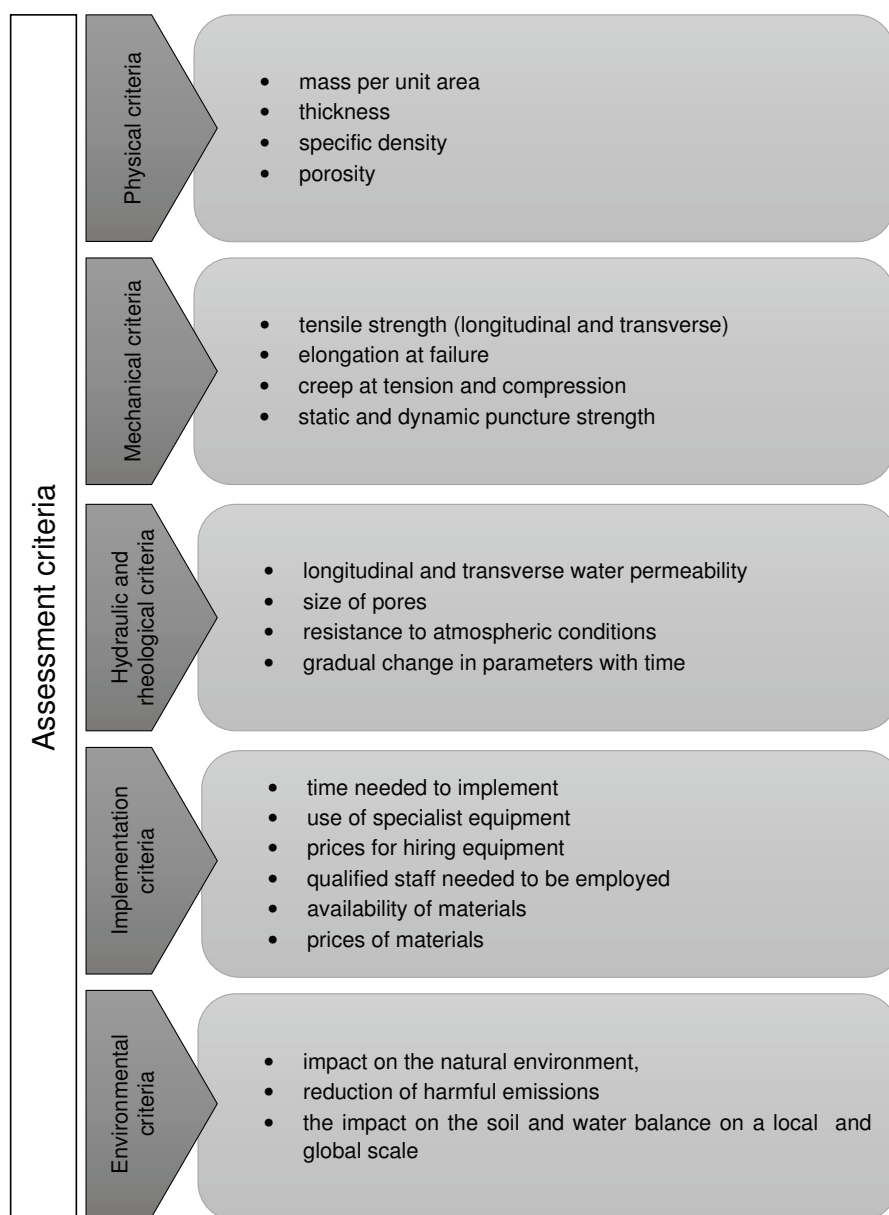 Assessment criteria
Physical criteria
• mass per unit area
• thickness
• specific density
• porosity
Mechanical criteria
• tensile strength (longitudinal and transverse)
• elongation at failure
• creep at tension and compression
• static and dynamic puncture strength
Hydraulic and
rheological criteria
• longitudinal and transverse water permeability
• size of pores
• resistance to atmospheric conditions
• gradual change in parameters with time
Implementation
criteria
• time needed to implement
• use of specialist equipment
• prices for hiring equipment
• qualified staff needed to be employed
• availability of materials
• prices of materials
Environmental
criteria
• impact on the natural environment,
• reduction of harmful emissions
• the impact on the soil and water balance on a local and
global scale